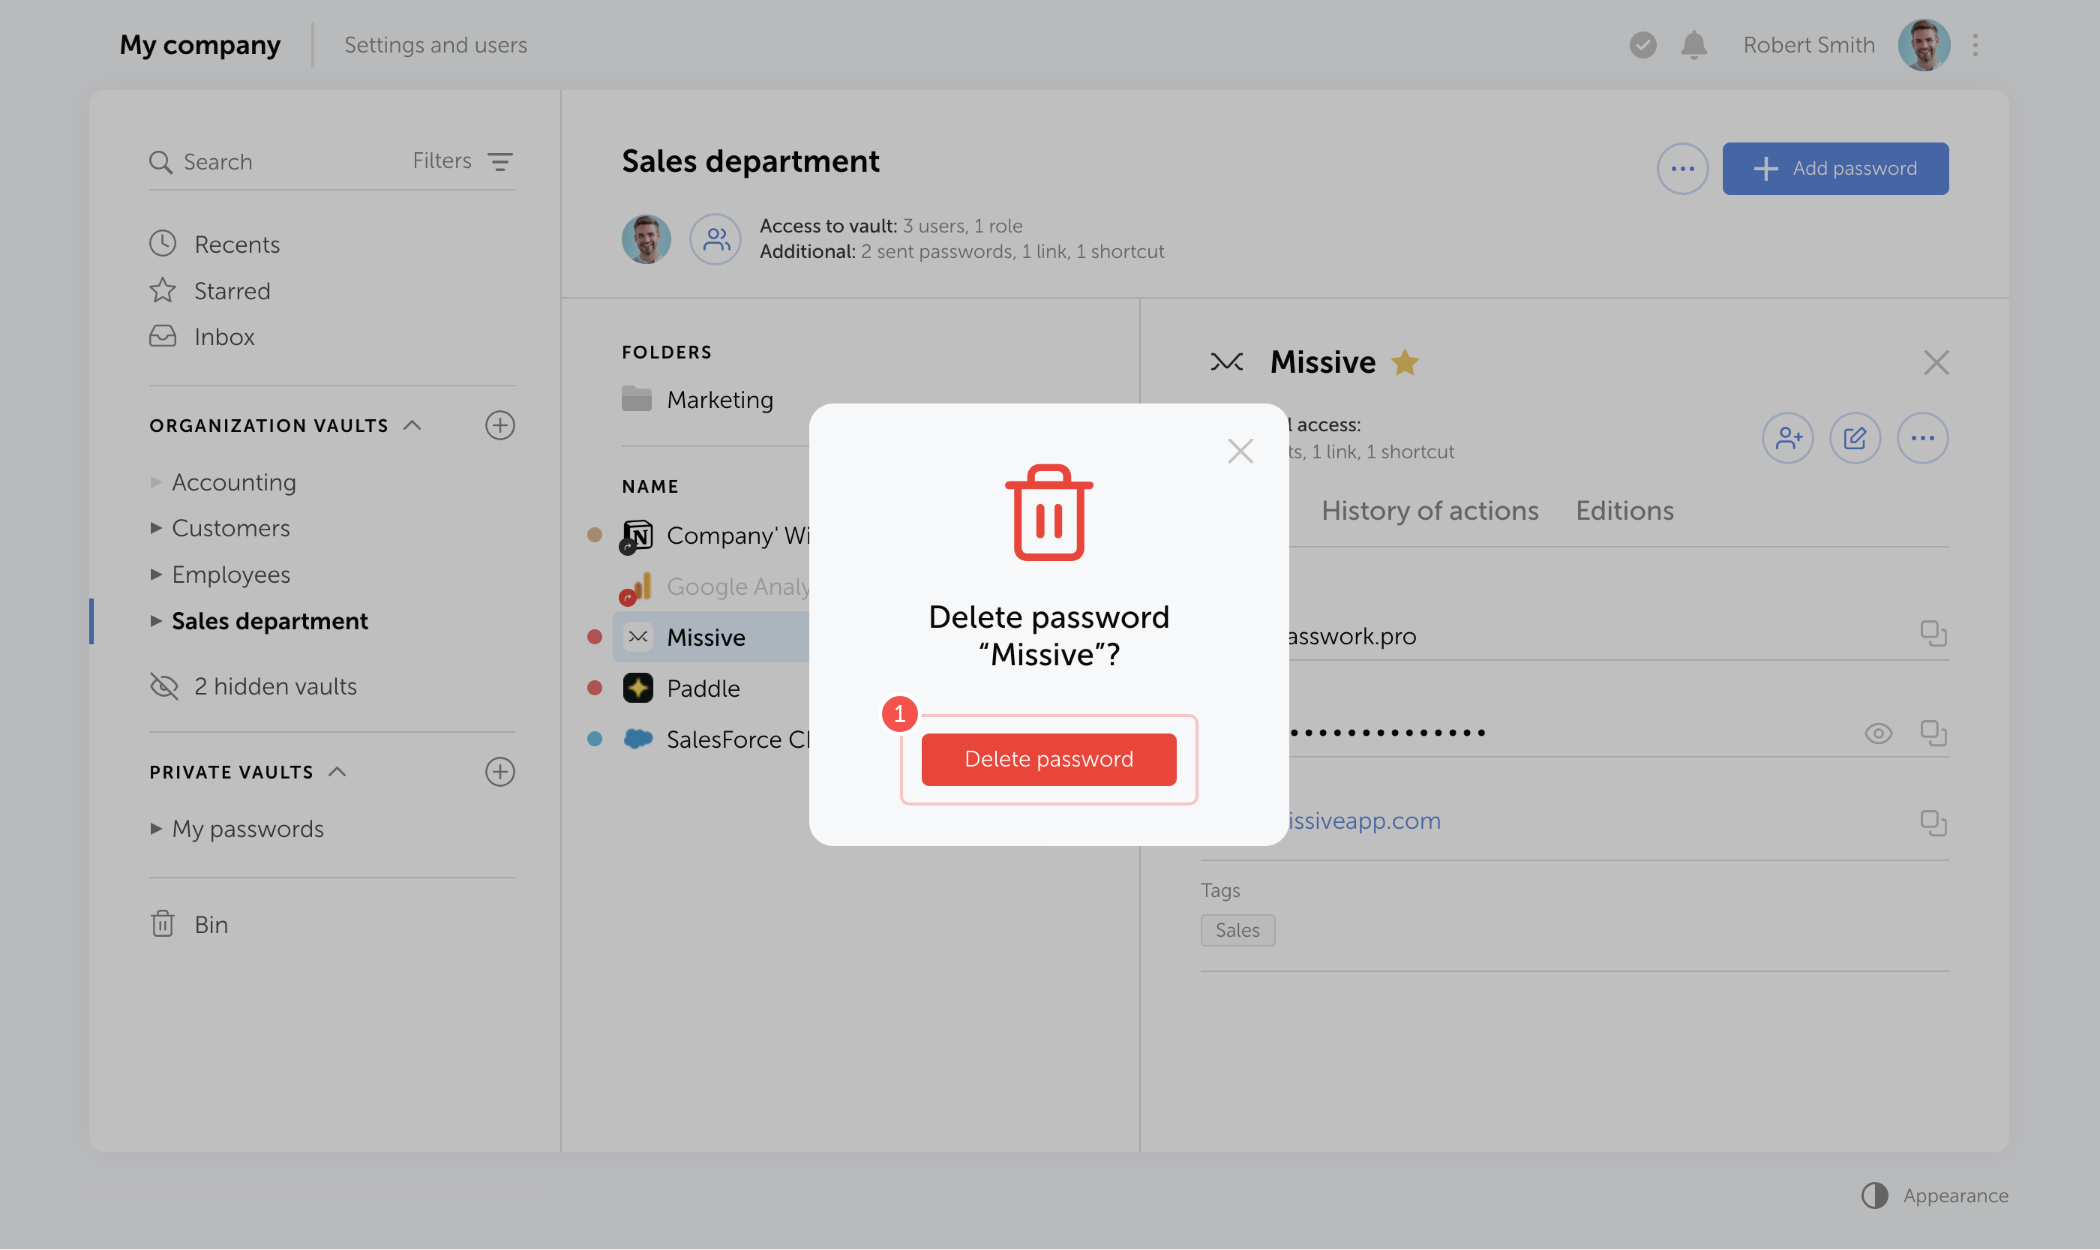 My company
Settings and users
Robert Smith
Search
Filters
Recents
Starred
Inbox
ORGANIZATION VAULTS
Accounting
Customers
Employees
Sales department
2 hidden vaults
PRIVATE VAULTS
My passwords
Bin
Sales department
Add password
Access to vault: 3 users, 1 role
Additional: 2 sent passwords, 1 link, 1 shortcut
FOLDERS
Marketing
NAME
Company' Wi
Google Analy
Missive
Paddle
SalesForce
Missive
access:
ts, 1 link, 1 shortcut
History of actions
Editions
asswork.pro
issiveapp.com
Tags
Sales
Delete password
“Missive”?
1
Delete password
Appearance